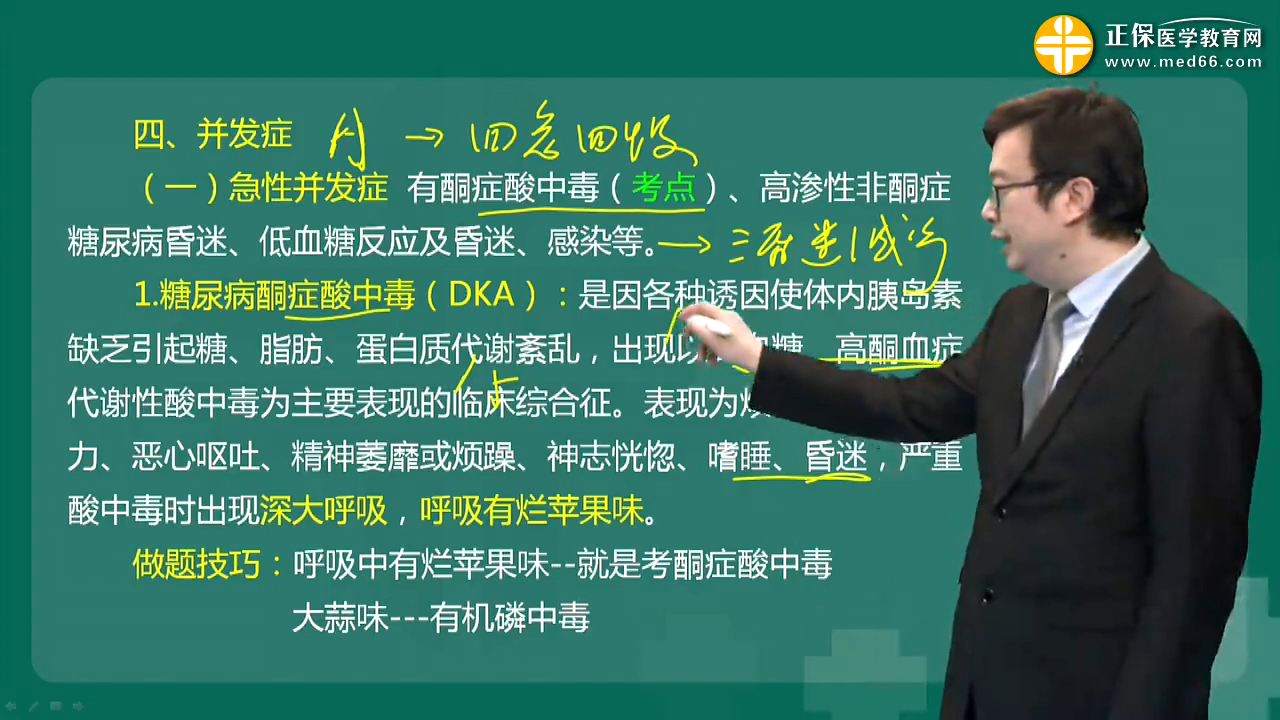 正保医学教育网
www.med66.com
四、并发症
（一）急性并发症 有酮症酸中毒（考点）、高渗性非酮症
糖尿病昏迷、低血糖反应及昏迷、感染等。
1.糖尿病酮症酸中毒（DKA）：是因各种诱因使体内胰岛素
缺乏引起糖、脂肪、蛋白质代谢紊乱，出现以 糖、高酮血症
代谢性酸中毒为主要表现的临床综合征。表现为
力、恶心呕吐、精神萎靡或烦躁、神志恍惚、嗜睡、昏迷，严重
酸中毒时出现深大呼吸，呼吸有烂苹果味。
做题技巧：呼吸中有烂苹果味--就是考酮症酸中毒
大蒜味---有机磷中毒